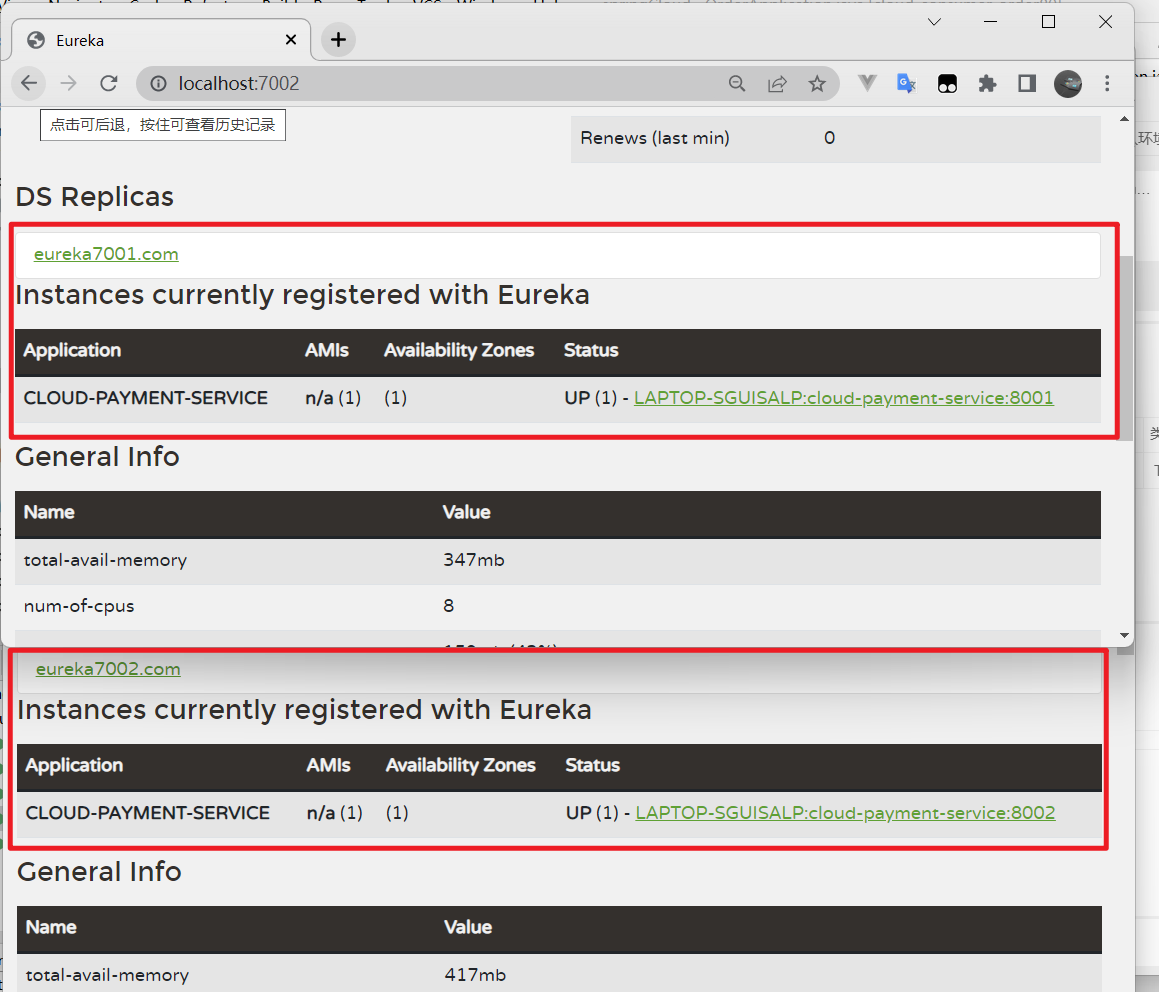 Eureka
localhost:7002
点击可后退，按住可查看历史记录
Renews (last min) 0
DS Replicas
eureka7001.com
Instances currently registered with Eureka
Application AMIs Availability Zones Status
CLOUD-PAYMENT-SERVICE n/a (1) (1) UP (1) - LAPTOP-SGUISALP:cloud-payment-service:8001
General Info
Name Value
total-avail-memory 347mb
num-of-cpus 8
eureka7002.com
Instances currently registered with Eureka
Application AMIs Availability Zones Status
CLOUD-PAYMENT-SERVICE n/a (1) (1) UP (1) - LAPTOP-SGUISALP:cloud-payment-service:8002
General Info
Name Value
total-avail-memory 417mb